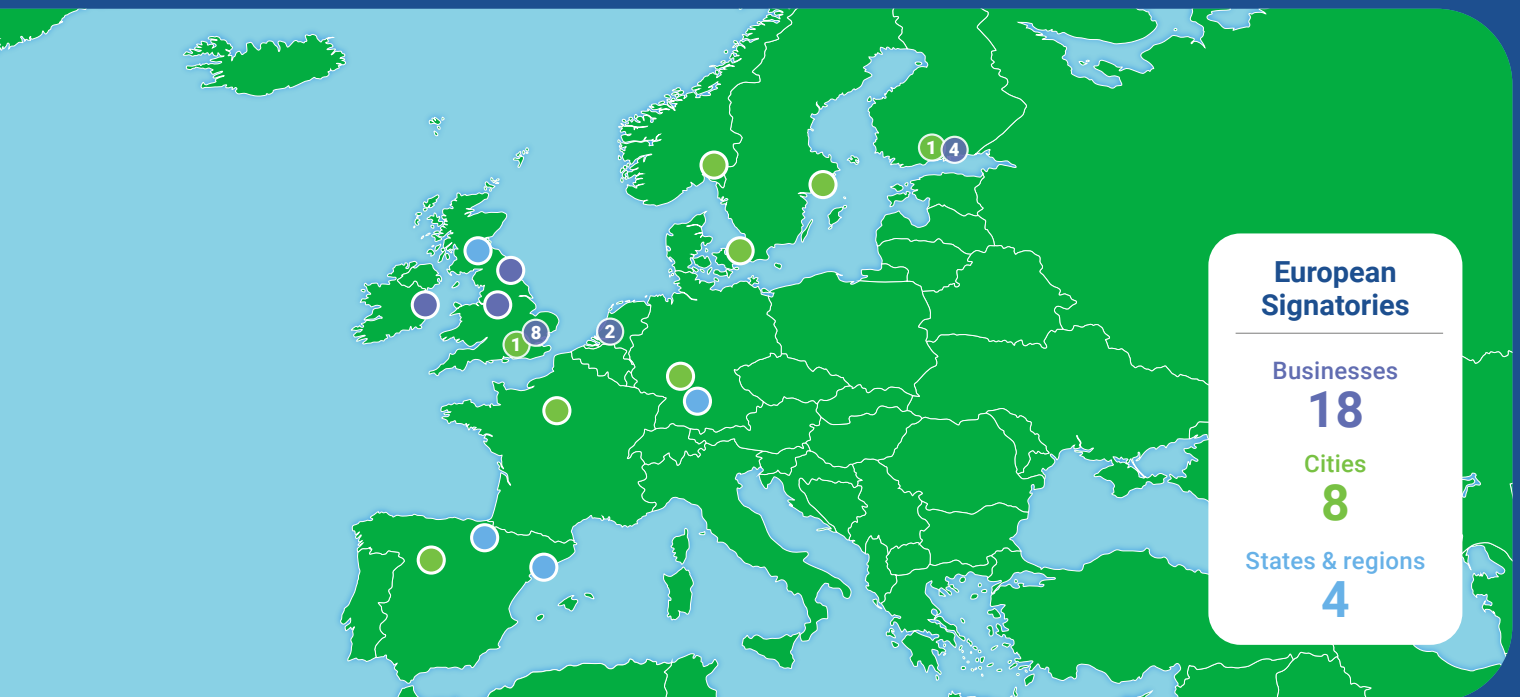 1 4
8
1
2
European
Signatories
Businesses
18
Cities
8
States & regions
4